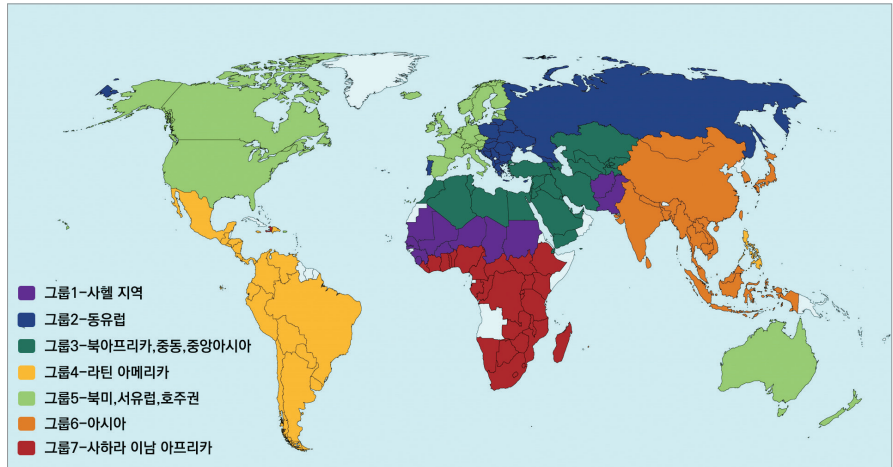 그룹1-사헬 지역
그룹2-동유럽
그룹3-북아프리카,중동,중앙아시아
그룹4-라틴 아메리카
그룹5-북미,서유럽,호주권
그룹6-아시아
그룹7-사하라 이남 아프리카